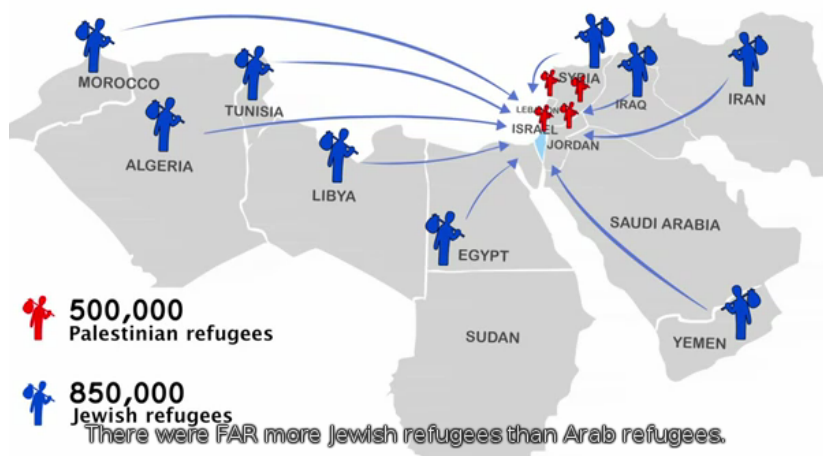 MOROCCO
TUNISIA
ALGERIA
LIBYA
EGYPT
SUDAN
SYRIA
LEBANON
ISRAEL
JORDAN
IRAQ
IRAN
SAUDI ARABIA
YEMEN
500,000
Palestinian refugees
850,000
Jewish refugees
There were FAR more Jewish refugees than Arab refugees.